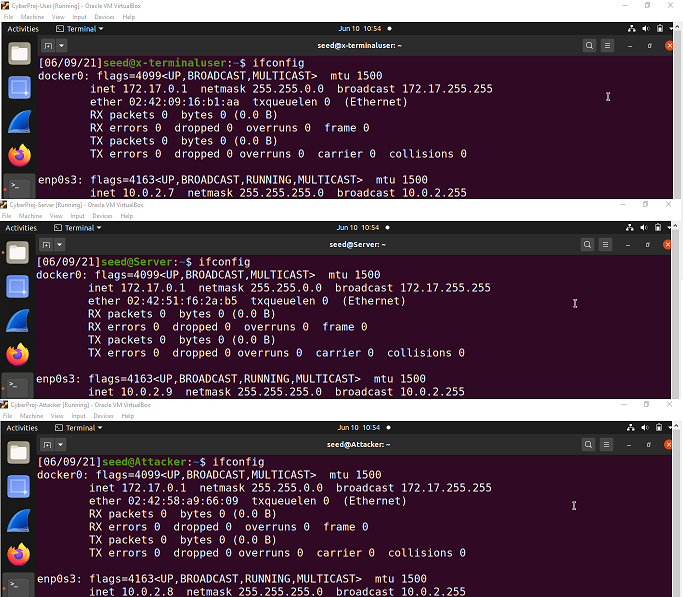 CyberProj-User [Running] - Oracle VM VirtualBox
File Machine View Input Devices Help
Activities Terminal Jun 10 10:54
seed@x-terminaluser: ~
[06/09/21]seed@x-terminaluser:~$ ifconfig
docker0: flags=4099<UP,BROADCAST,MULTICAST> mtu 1500
inet 172.17.0.1 netmask 255.255.0.0 broadcast 172.17.255.255
ether 02:42:09:16:b1:aa txqueuelen 0 (Ethernet)
RX packets 0 bytes 0 (0.0 B)
RX errors 0 dropped 0 overruns 0 frame 0
TX packets 0 bytes 0 (0.0 B)
TX errors 0 dropped 0 overruns 0 carrier 0 collisions 0
enp0s3: flags=4163<UP,BROADCAST,RUNNING,MULTICAST> mtu 1500
inet 10.0.2.7 netmask 255.255.255.0 broadcast 10.0.2.255
CyberProj-Server [Running] - Oracle VM VirtualBox
File Machine View Input Devices Help
Activities Terminal Jun 10 10:54
seed@Server: ~
[06/09/21]seed@Server:~$ ifconfig
docker0: flags=4099<UP,BROADCAST,MULTICAST> mtu 1500
inet 172.17.0.1 netmask 255.255.0.0 broadcast 172.17.255.255
ether 02:42:51:f6:2a:b5 txqueuelen 0 (Ethernet)
RX packets 0 bytes 0 (0.0 B)
RX errors 0 dropped 0 overruns 0 frame 0
TX packets 0 bytes 0 (0.0 B)
TX errors 0 dropped 0 overruns 0 carrier 0 collisions 0
enp0s3: flags=4163<UP,BROADCAST,RUNNING,MULTICAST> mtu 1500
inet 10.0.2.9 netmask 255.255.255.0 broadcast 10.0.2.255
CyberProj-Attacker [Running] - Oracle VM VirtualBox
File Machine View Input Devices Help
Activities Terminal Jun 10 10:54
seed@Attacker: ~
[06/09/21]seed@Attacker:~$ ifconfig
docker0: flags=4099<UP,BROADCAST,MULTICAST> mtu 1500
inet 172.17.0.1 netmask 255.255.0.0 broadcast 172.17.255.255
ether 02:42:58:a9:66:09 txqueuelen 0 (Ethernet)
RX packets 0 bytes 0 (0.0 B)
RX errors 0 dropped 0 overruns 0 frame 0
TX packets 0 bytes 0 (0.0 B)
TX errors 0 dropped 0 overruns 0 carrier 0 collisions 0
enp0s3: flags=4163<UP,BROADCAST,RUNNING,MULTICAST> mtu 1500
inet 10.0.2.8 netmask 255.255.255.0 broadcast 10.0.2.255